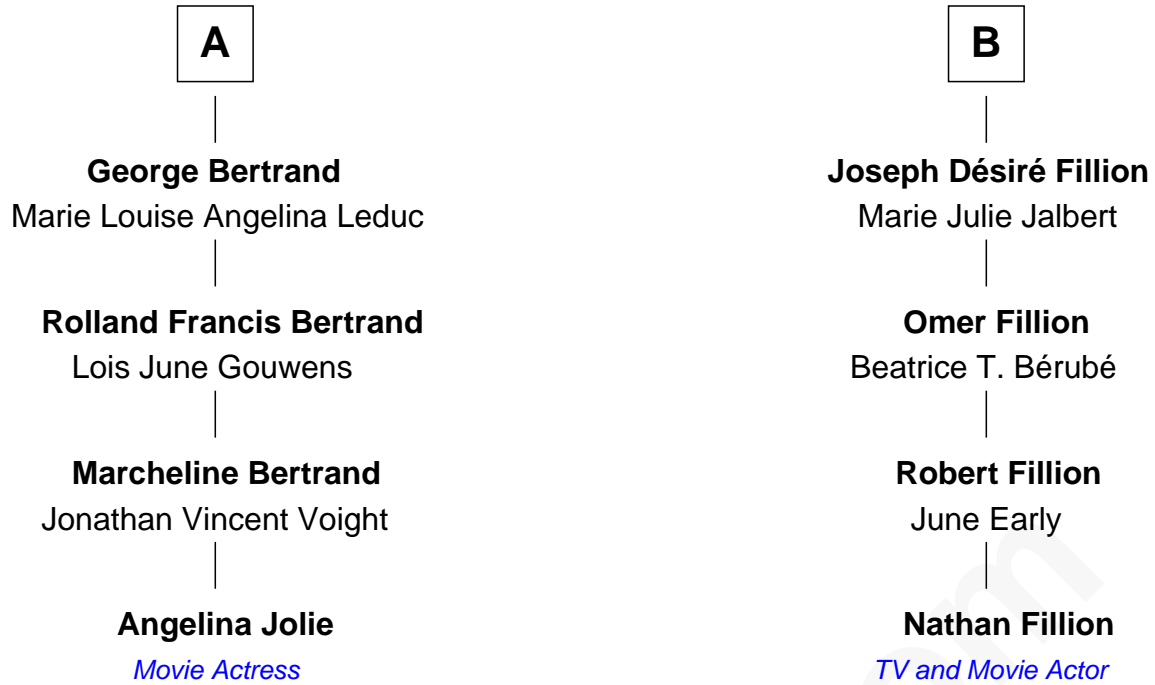 A
George Bertrand
Marie Louise Angelina Leduc
Rolland Francis Bertrand
Lois June Gouwens
Marcheline Bertrand
Jonathan Vincent Voight
Angelina Jolie
Movie Actress
B
Joseph Désiré Fillion
Marie Julie Jalbert
Omer Fillion
Beatrice T. Bérubé
Robert Fillion
June Early
Nathan Fillion
TV and Movie Actor